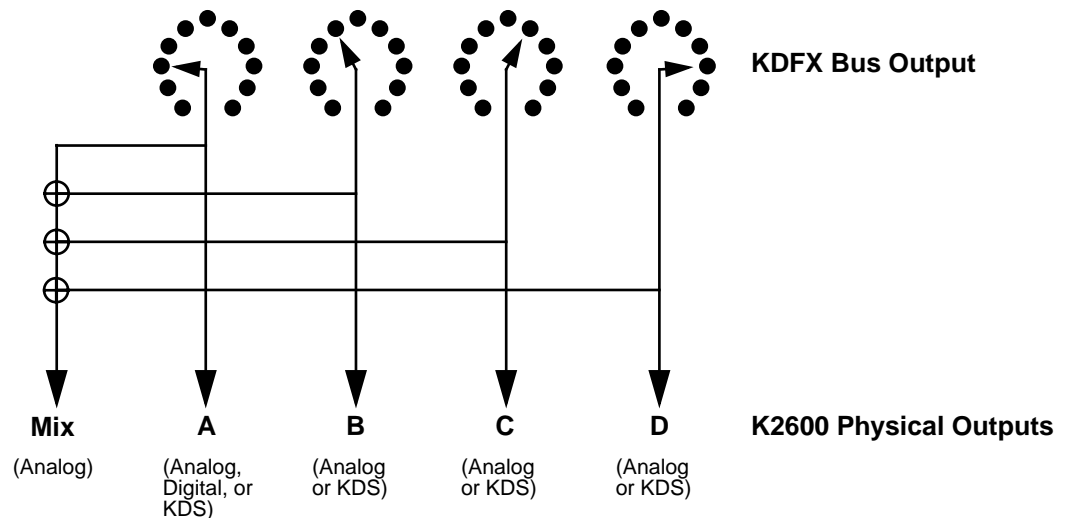 KDFX Bus Output
Mix
A
B
C
D
K2600 Physical Outputs
(Analog)
(Analog,
Digital, or
KDS)
(Analog
or KDS)
(Analog
or KDS)
(Analog
or KDS)